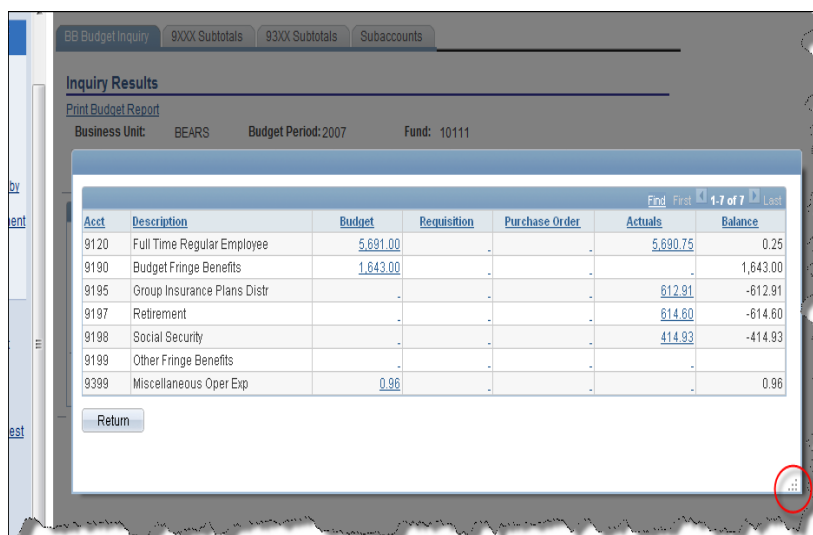 BB Budget Inquiry 9XXX Subtotals 93XX Subtotals Subaccounts
Inquiry Results
Print Budget Report
Business Unit: BEARS Budget Period: 2007 Fund: 10111
by
Find First 1-7 of 7 Last
ent
Acct Description Budget Requisition Purchase Order Actuals Balance
9120 Full Time Regular Employee 5,691.00 . . 5,690.75 0.25
9190 Budget Fringe Benefits 1,643.00 . . . 1,643.00
9195 Group Insurance Plans Distr . . . 612.91 -612.91
9197 Retirement . . . 614.60 -614.60
9198 Social Security . . . 414.93 -414.93
9199 Other Fringe Benefits . . . .
9399 Miscellaneous Oper Exp 0.96 . . . 0.96
Return
est